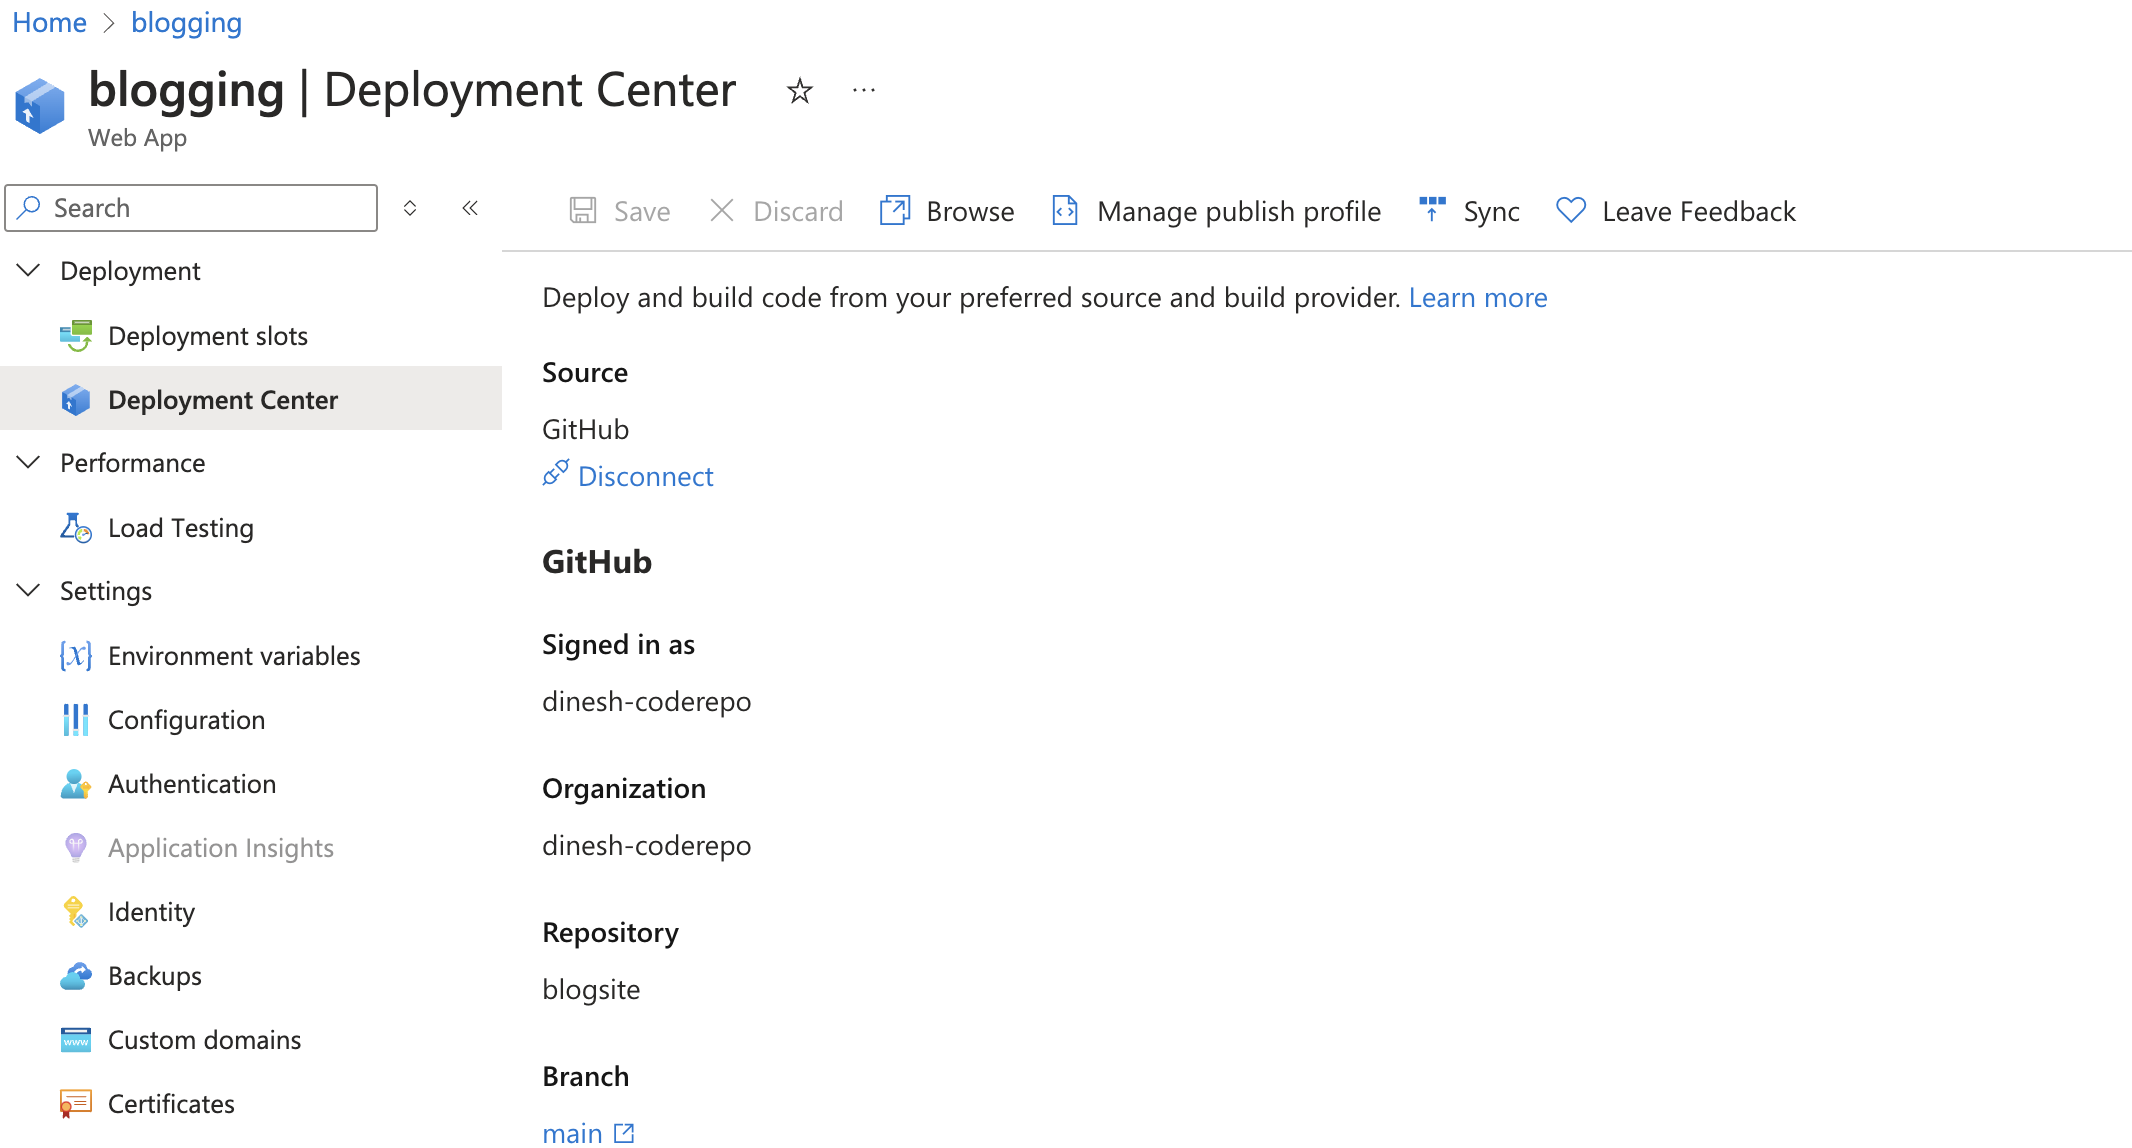 Home > blogging
blogging | Deployment Center
Web App
Search
Save Discard Browse Manage publish profile Sync Leave Feedback
Deployment
Deployment slots
Deployment Center
Performance
Load Testing
Settings
Environment variables
Configuration
Authentication
Application Insights
Identity
Backups
Custom domains
Certificates
Deploy and build code from your preferred source and build provider. Learn more
Source
GitHub
Disconnect
GitHub
Signed in as
dinesh-coderepo
Organization
dinesh-coderepo
Repository
blogsite
Branch
main